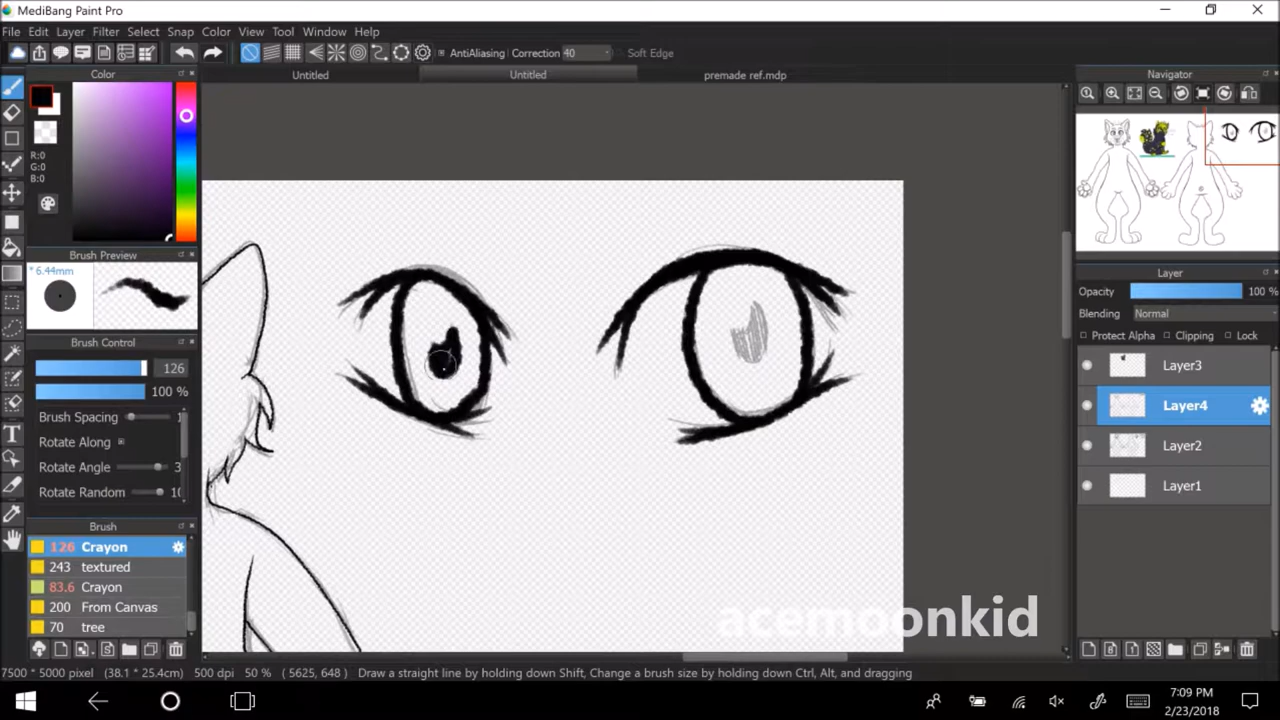 MediBang Paint Pro
File Edit Layer Filter Select Snap Color View Tool Window Help
AntiAliasing Correction 40 Soft Edge
Color Untitled Untitled premade ref.mdp Navigator
R:0
G:0
B:0
Brush Preview
* 6.44mm
Layer
Opacity 100 %
Blending Normal
Protect Alpha Clipping Lock
Brush Control
126
100 %
Brush Spacing
Rotate Along
Rotate Angle 3
Rotate Random 10
Layer3
Layer4
Layer2
Layer1
Brush
126 Crayon
243 textured
83.6 Crayon
200 From Canvas
70 tree
acemoonkid
7500 * 5000 pixel (38.1 * 25.4cm) 500 dpi 50 % ( 5625, 648 ) Draw a straight line by holding down Shift, Change a brush size by holding down Ctrl, Alt, and dragging
7:09 PM
2/23/2018